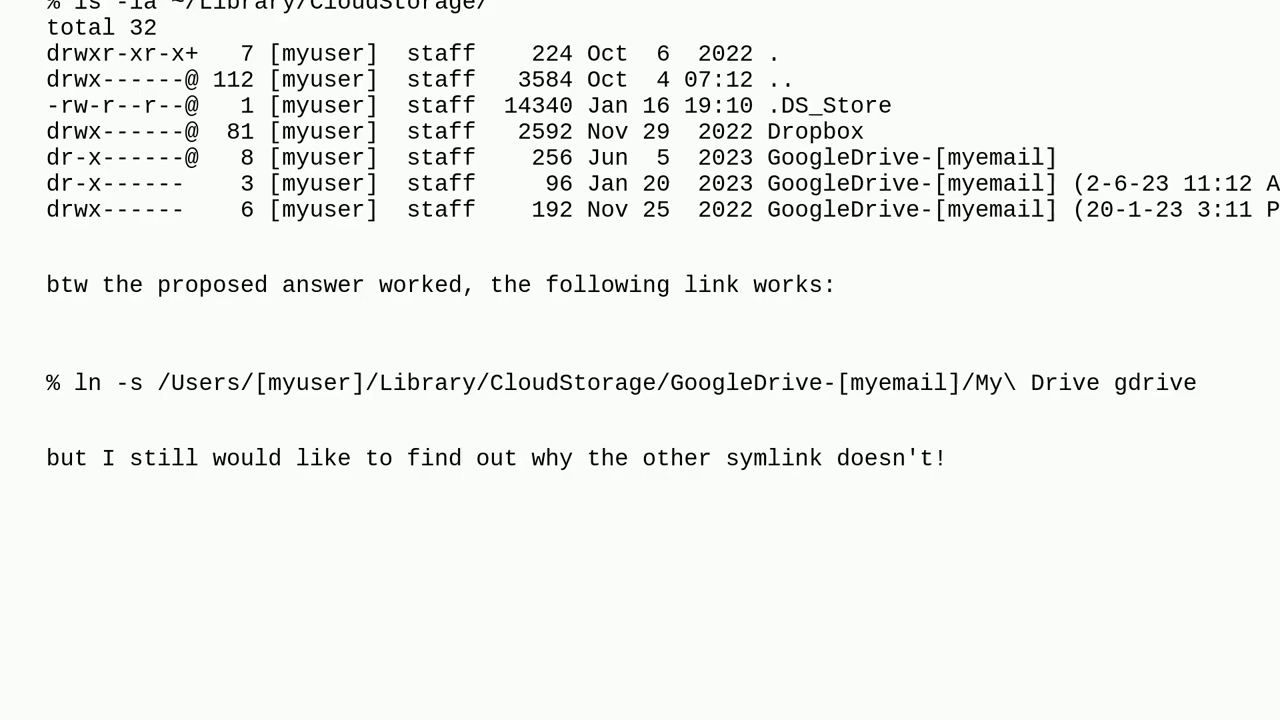 % ls -la ~/Library/CloudStorage/
total 32
drwxr-xr-x+   7 [myuser]  staff    224 Oct  6  2022 .
drwx------@ 112 [myuser]  staff   3584 Oct  4 07:12 ..
-rw-r--r--@   1 [myuser]  staff  14340 Jan 16 19:10 .DS_Store
drwx------@  81 [myuser]  staff   2592 Nov 29  2022 Dropbox
dr-x------@   8 [myuser]  staff    256 Jun  5  2023 GoogleDrive-[myemail]
dr-x------    3 [myuser]  staff     96 Jan 20  2023 GoogleDrive-[myemail] (2-6-23 11:12 A
drwx------    6 [myuser]  staff    192 Nov 25  2022 GoogleDrive-[myemail] (20-1-23 3:11 P
btw the proposed answer worked, the following link works:
% ln -s /Users/[myuser]/Library/CloudStorage/GoogleDrive-[myemail]/My\ Drive gdrive
but I still would like to find out why the other symlink doesn't!